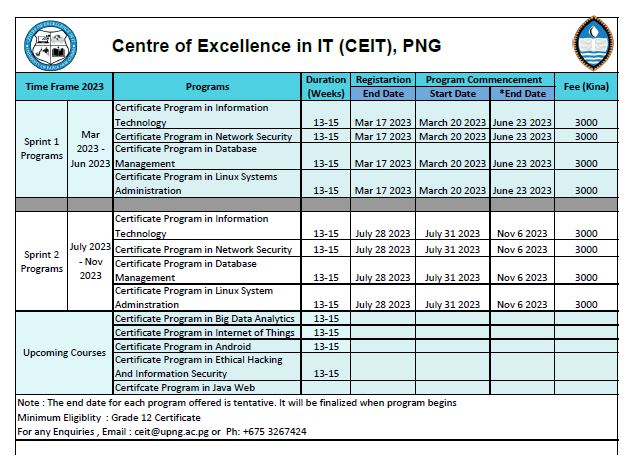 Centre of Excellence in IT (CEIT), PNG
Time Frame 2023 Programs Duration (Weeks) Registartion End Date Program Commencement Start Date *End Date Fee (Kina)
Sprint 1 Programs
Mar 2023 - Jun 2023
Certificate Program in Information
Technology 13-15 Mar 17 2023 March 20 2023 June 23 2023 3000
Certificate Program in Network Security 13-15 Mar 17 2023 March 20 2023 June 23 2023 3000
Certificate Program in Database
Management 13-15 Mar 17 2023 March 20 2023 June 23 2023 3000
Certificate Program in Linux Systems
Administration 13-15 Mar 17 2023 March 20 2023 June 23 2023 3000
Sprint 2 Programs
July 2023 - Nov 2023
Certificate Program in Information
Technology 13-15 July 28 2023 July 31 2023 Nov 6 2023 3000
Certificate Program in Network Security 13-15 July 28 2023 July 31 2023 Nov 6 2023 3000
Certificate Program in Database
Management 13-15 July 28 2023 July 31 2023 Nov 6 2023 3000
Certificate Program in Linux System
Adminstration 13-15 July 28 2023 July 31 2023 Nov 6 2023 3000
Upcoming Courses
Certificate Program in Big Data Analytics 13-15
Certificate Program in Internet of Things 13-15
Certificate Program in Android 13-15
Certificate Program in Ethical Hacking
And Information Security 13-15
Certifcate Program in Java Web
Note : The end date for each program offered is tentative. It will be finalized when program begins
Minimum Eligiblity : Grade 12 Certificate
For any Enquiries , Email : ceit@upng.ac.pg or Ph: +675 3267424